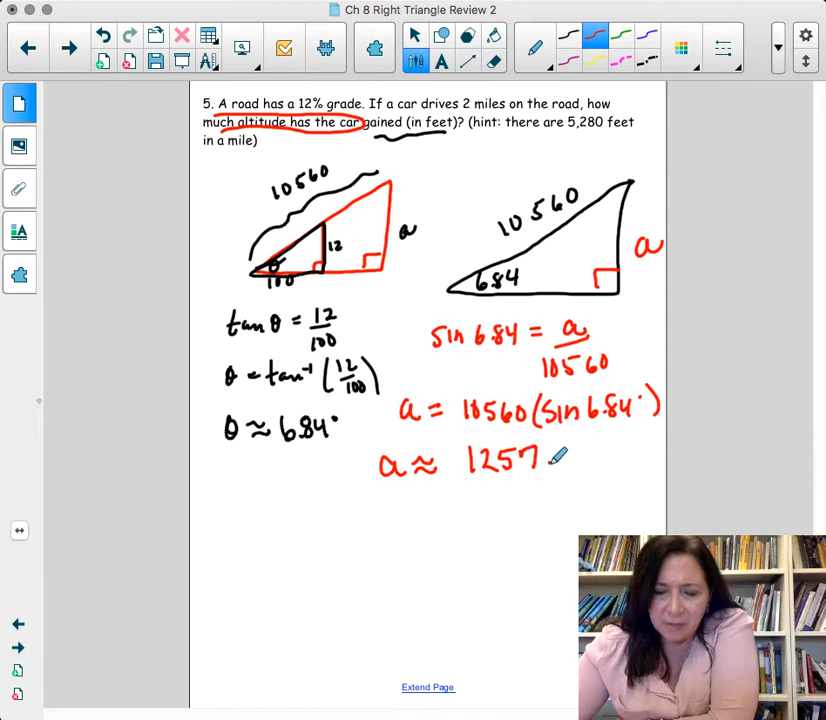 Ch 8 Right Triangle Review 2
5. A road has a 12% grade. If a car drives 2 miles on the road, how
much altitude has the car gained (in feet)? (hint: there are 5,280 feet
in a mile)
10560
12
a
θ
100
10560
a
6.84
tan θ = 12/100
θ = tan⁻¹ (12/100)
θ ≈ 6.84°
sin 6.84 = a/10560
a = 10560 (sin 6.84°)
a ≈ 1257
Extend Page